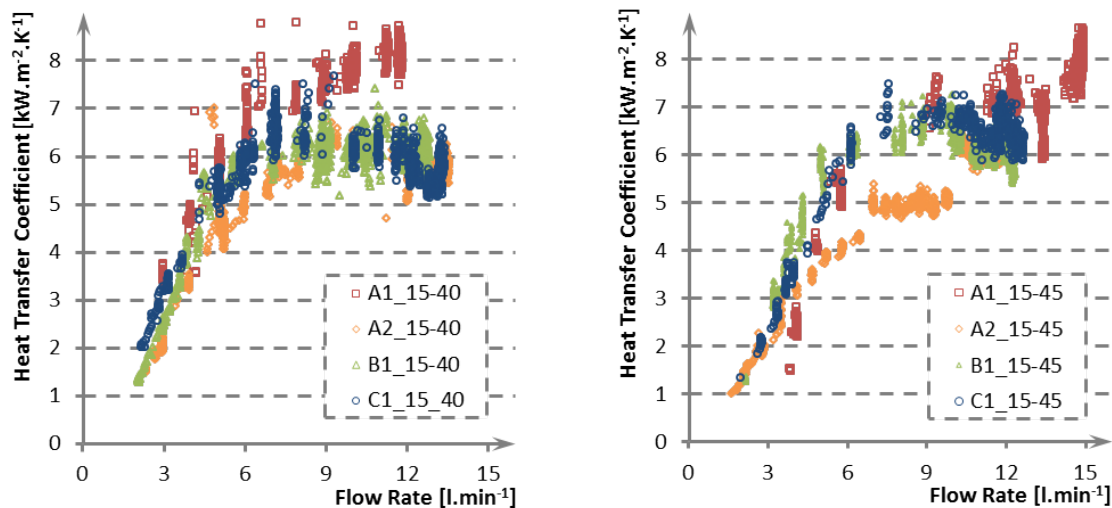 Heat Transfer Coefficient [kW.m⁻².K⁻¹]
8
7
6
5
4
3
2
1
0
0 3 6 9 12 15
Flow Rate [l.min⁻¹]
A1_15-40
A2_15-40
B1_15-40
C1_15_40
Heat Transfer Coefficient [kW.m⁻².K⁻¹]
8
7
6
5
4
3
2
1
0
0 3 6 9 12 15
Flow Rate [l.min⁻¹]
A1_15-45
A2_15-45
B1_15-45
C1_15-45